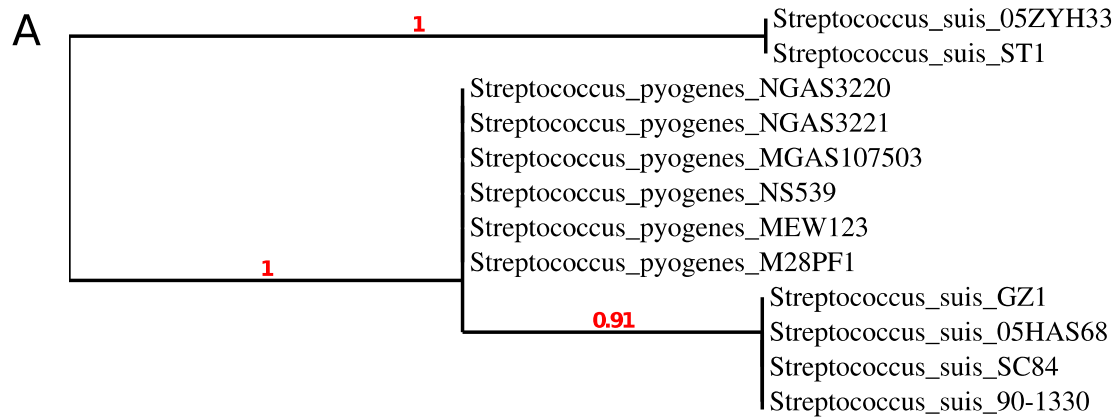 A
1
Streptococcus_suis_05ZYH33
Streptococcus_suis_ST1
Streptococcus_pyogenes_NGAS3220
Streptococcus_pyogenes_NGAS3221
Streptococcus_pyogenes_MGAS107503
Streptococcus_pyogenes_NS539
Streptococcus_pyogenes_MEW123
Streptococcus_pyogenes_M28PF1
1
Streptococcus_suis_GZ1
0.91
Streptococcus_suis_05HAS68
Streptococcus_suis_SC84
Streptococcus_suis_90-1330